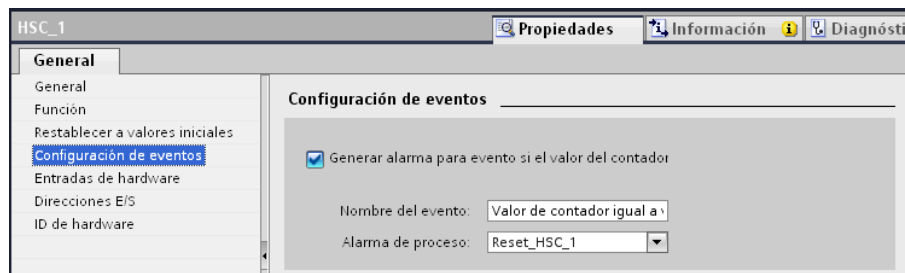 HSC_1
Propiedades
Información
Diagnósti
General
General
Función
Restablecer a valores iniciales
Configuración de eventos
Entradas de hardware
Direcciones E/S
ID de hardware
Configuración de eventos
Generar alarma para evento si el valor del contador
Nombre del evento: Valor de contador igual a
Alarma de proceso: Reset_HSC_1